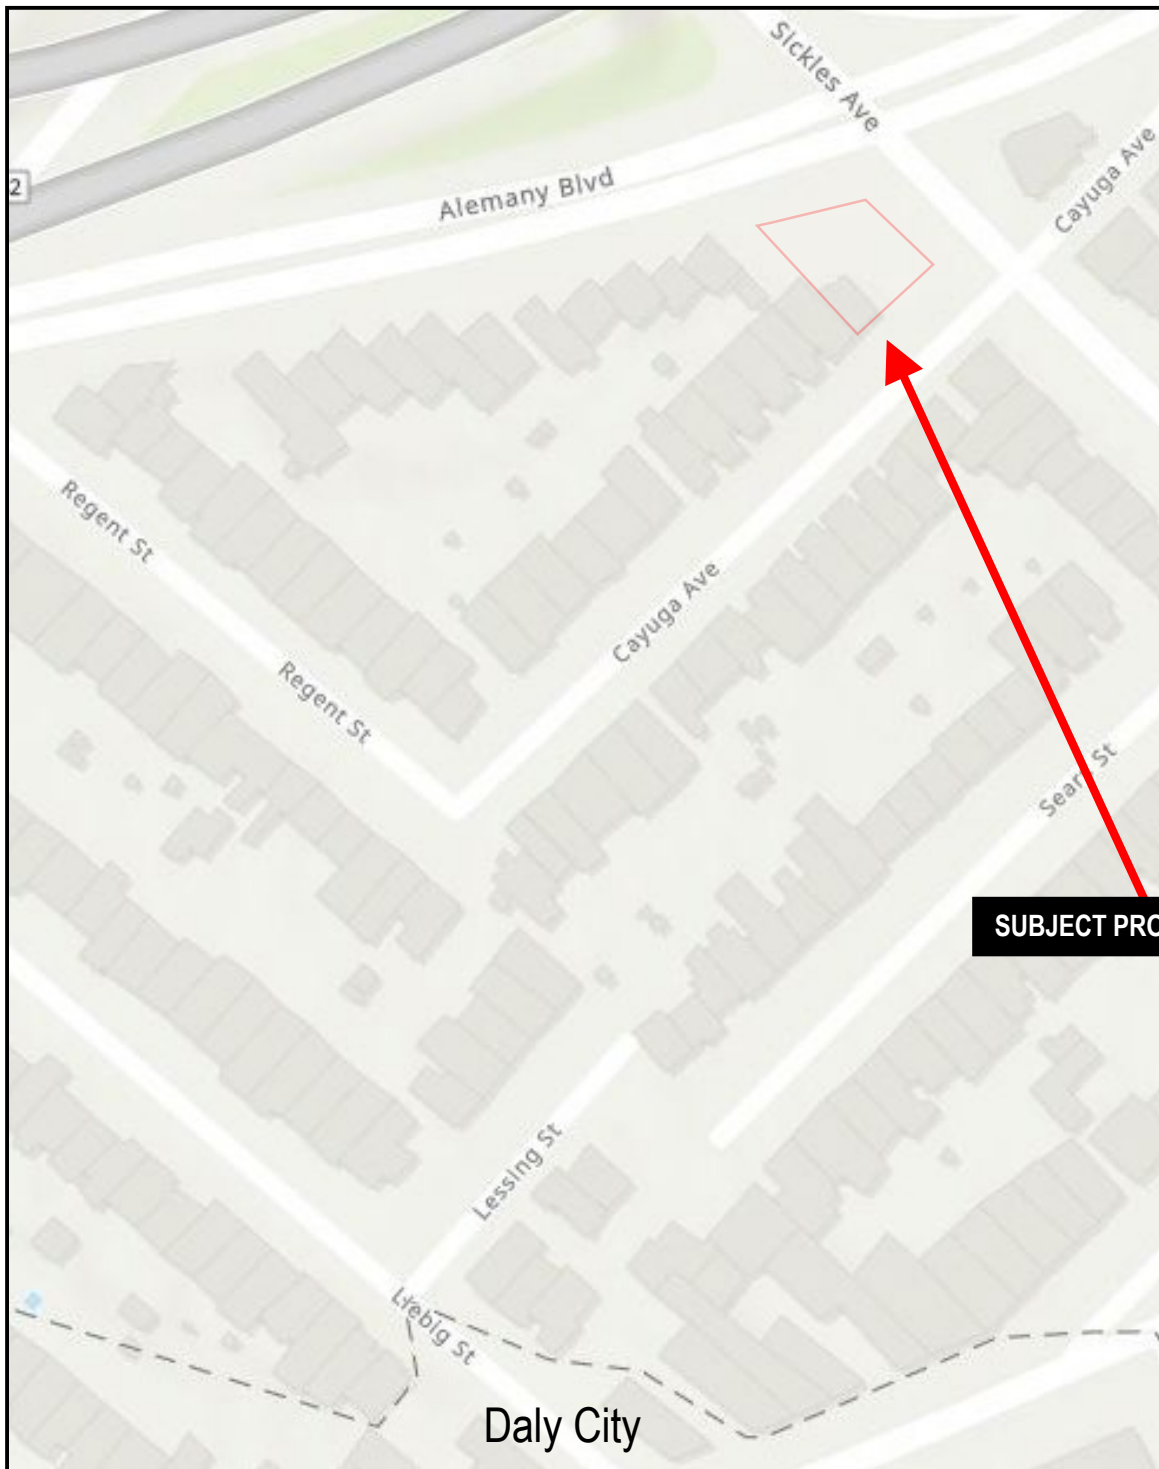 Sickles Ave
Cayuga Ave
2
Alemany Blvd
Regent St
Cayuga Ave
Regent St
Sears St
SUBJECT PRO
Lessing St
Liebig St
Daly City